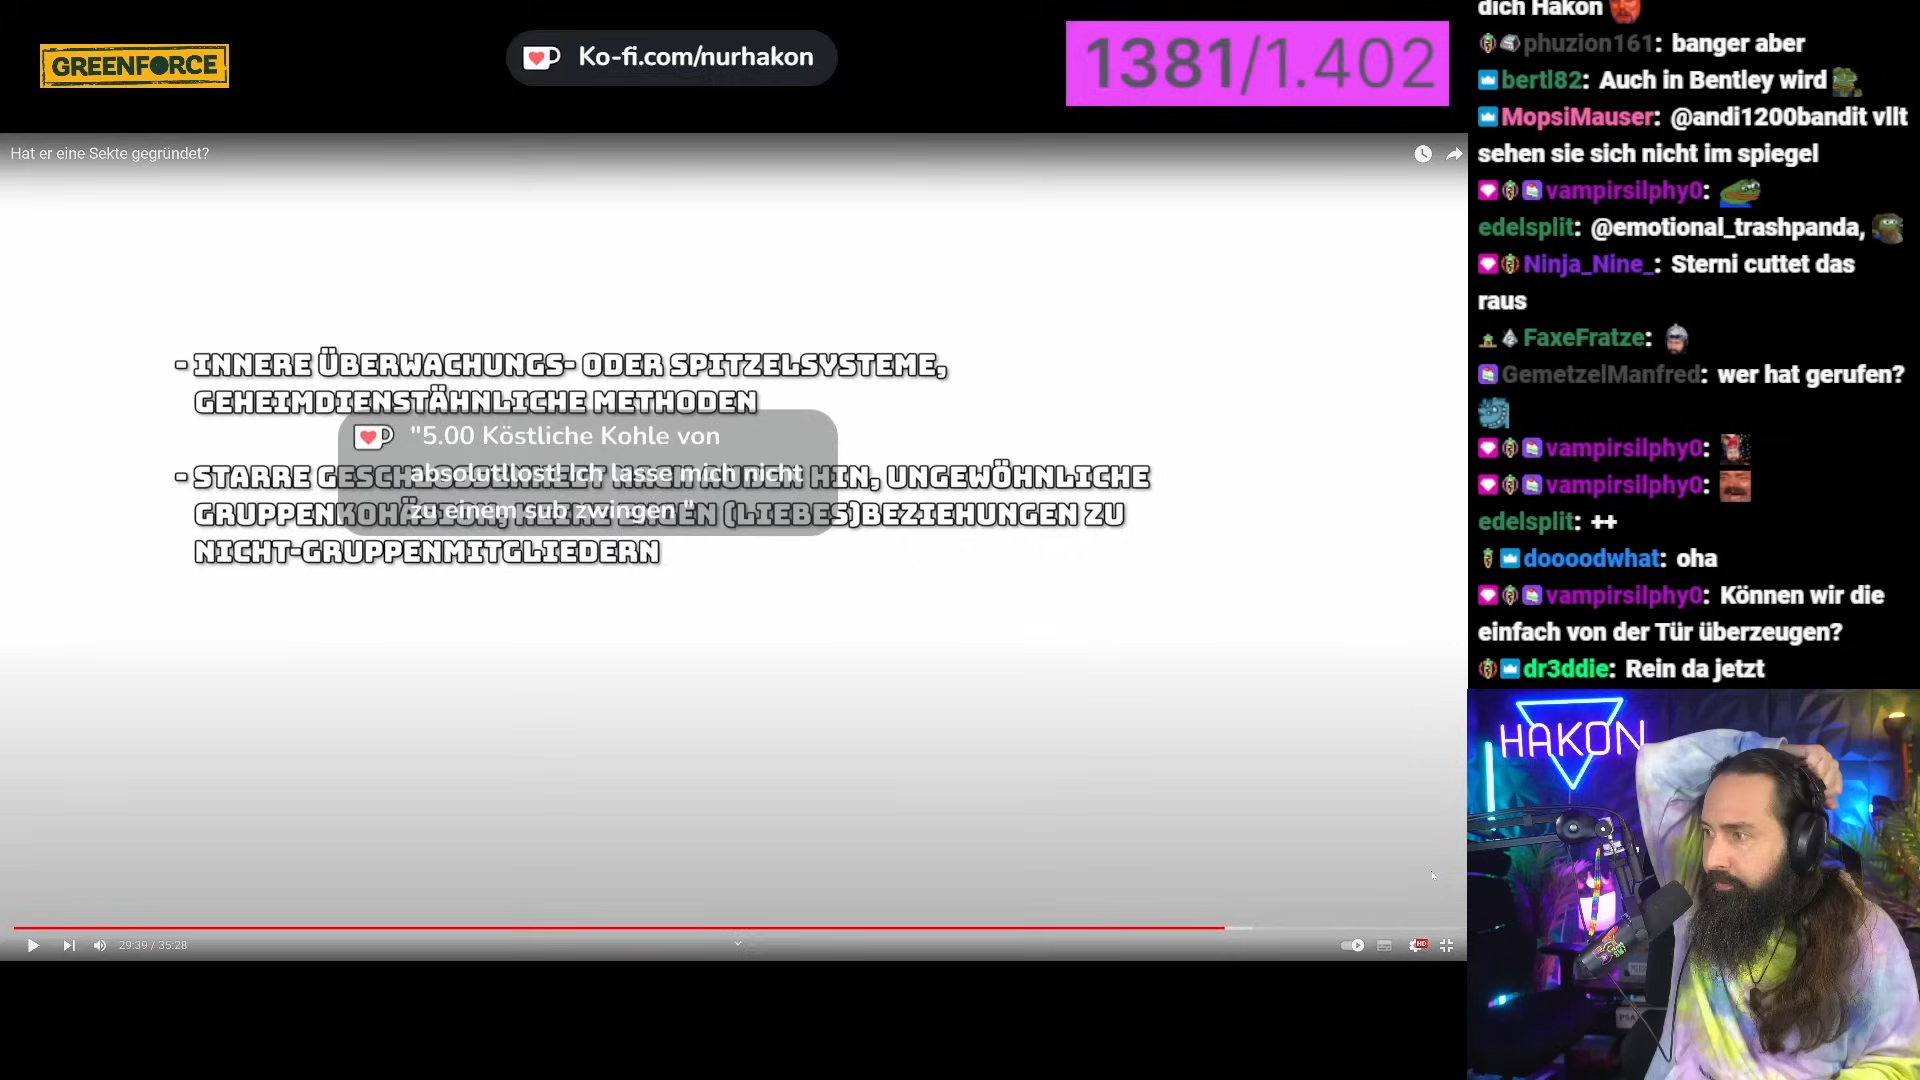 GREENFORCE
Ko-fi.com/nurhakon
1381/1.402
Hat er eine Sekte gegründet?
- INNERE ÜBERWACHUNGS- ODER SPITZELSYSTEME,
GEHEIMDIENSTÄHNLICHE METHODEN
"5.00 Köstliche Kohle von
absolutllost! Ich lasse mich nicht
zu einem sub zwingen "
- STARRE HIN, UNGEWÖHNLICHE
GRUPPENKOHÄSION, (LIEBES)BEZIEHUNGEN ZU
NICHT-GRUPPENMITGLIEDERN
29:39 / 35:28
HD
dich Hakon
phuzion161: banger aber
bertl82: Auch in Bentley wird
MopsiMauser: @andi1200bandit vllt
sehen sie sich nicht im spiegel
vampirsilphy0:
edelsplit: @emotional_trashpanda,
Ninja_Nine_: Sterni cuttet das
raus
FaxeFratze:
GemetzelManfred: wer hat gerufen?
vampirsilphy0:
vampirsilphy0:
edelsplit: ++
doooodwhat: oha
vampirsilphy0: Können wir die
einfach von der Tür überzeugen?
dr3ddie: Rein da jetzt
HAKON